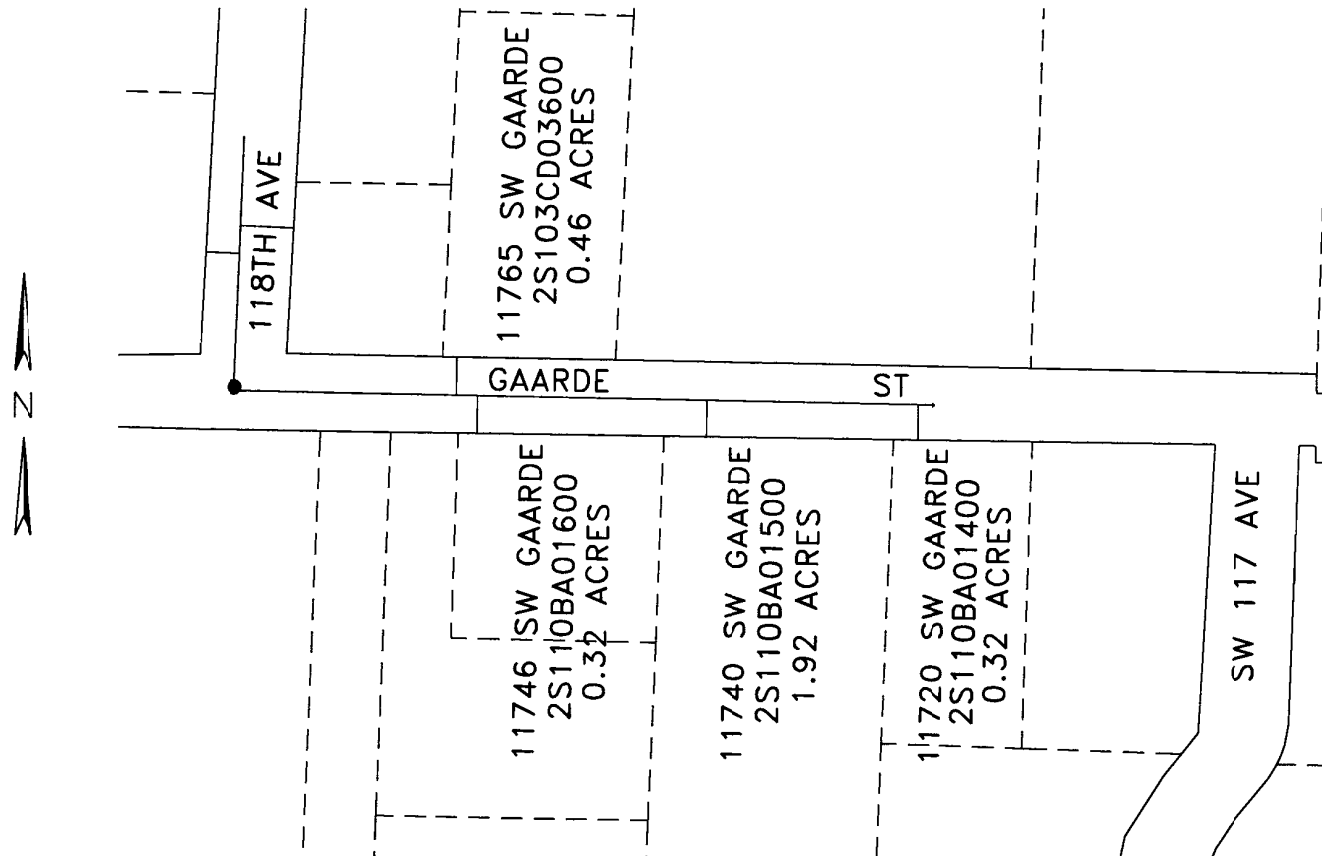 118TH AVE
11765 SW GAARDE
2S103CD03600
0.46 ACRES
N
GAARDE ST
11746 SW GAARDE
2S110BA01600
0.32 ACRES
11740 SW GAARDE
2S110BA01500
1.92 ACRES
11720 SW GAARDE
2S110BA01400
0.32 ACRES
SW 117 AVE